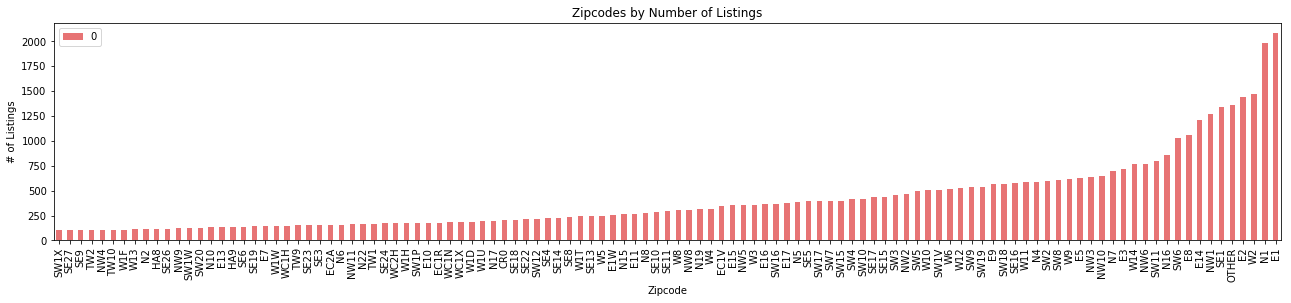 Zipcodes by Number of Listings
0
# of Listings
2000
1750
1500
1250
1000
750
500
250
0
SW1X
SE27
SE9
TW2
NW4
TW10
W1F
W13
N2
HA8
SE26
NW9
SW1W
SW20
N10
E13
HA9
SE6
SE19
E7
W1W
WC1H
TW9
SE23
SE3
EC2A
N6
NW11
N22
TW1
SE24
WC2H
W1H
SW1P
E10
EC1R
WC1N
WC1X
W1D
W1U
N17
CR0
SE18
SE22
SW12
SE4
SE14
SE8
W1T
SE13
W5
E1W
N15
E11
N8
SE10
SE11
W8
NW8
N19
W4
EC1V
E15
NW5
W3
E16
SW16
E17
N5
SE5
SW17
SW7
SW15
SW4
SW10
SE17
SE15
SW3
NW2
SW5
W10
SW1V
W6
W12
SW9
SW19
E9
SW18
SE16
W11
N4
SW2
SW8
W9
E5
NW3
NW10
N7
E3
W14
NW6
SW11
N16
SW6
E8
E14
NW1
SE1
OTHER
E2
W2
N1
E1
Zipcode